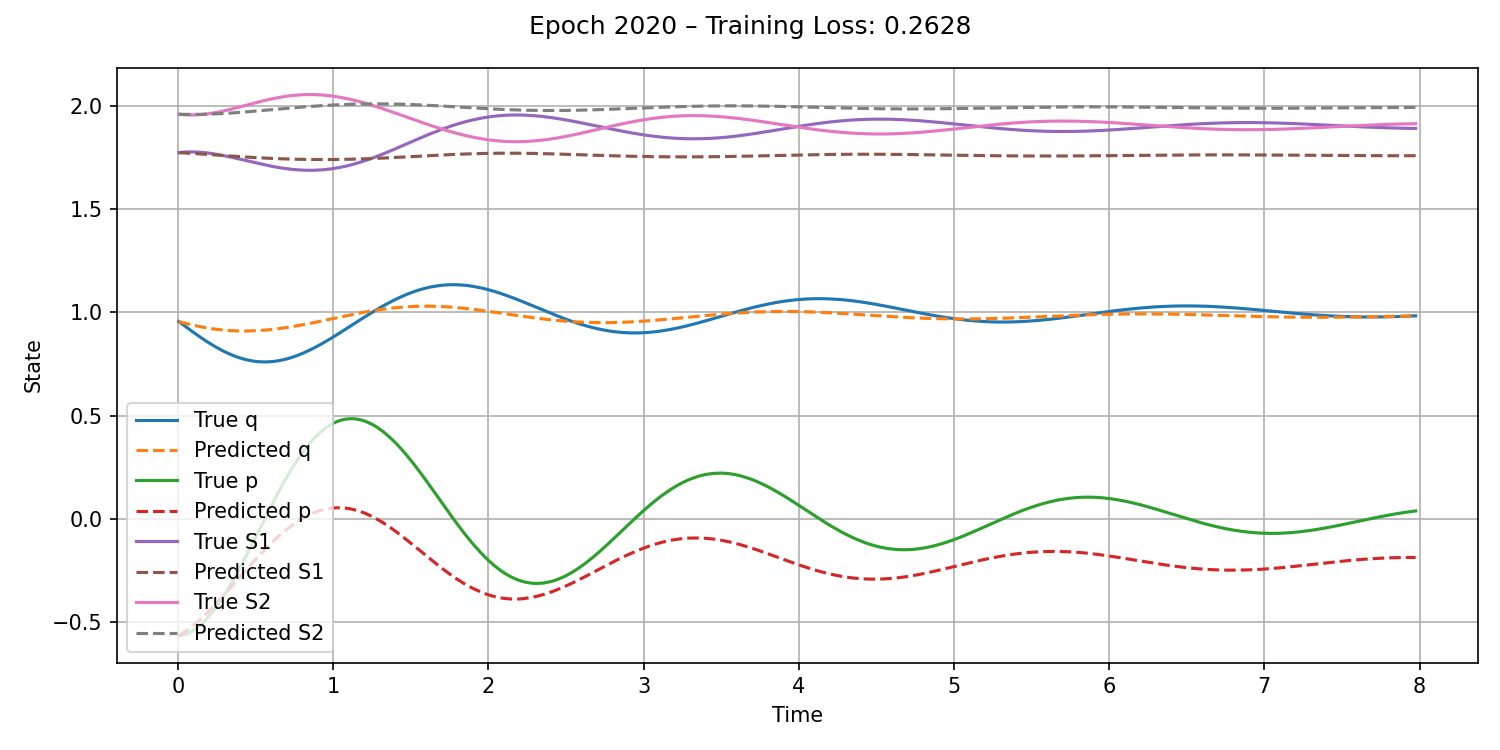 Epoch 2020 – Training Loss: 0.2628
State
2.0
1.5
1.0
0.5
0.0
−0.5
True q
Predicted q
True p
Predicted p
True S1
Predicted S1
True S2
Predicted S2
0 1 2 3 4 5 6 7 8
Time